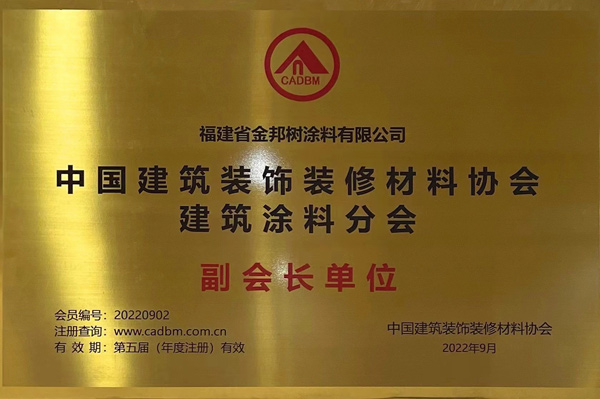 CADBM
福建省金邦树涂料有限公司
中国建筑装饰装修材料协会
建筑涂料分会
副会长单位
会员编号：20220902
注册查询：www.cadbm.com.cn
有 效 期：第五届（年度注册）有效
中国建筑装饰装修材料协会
2022年9月